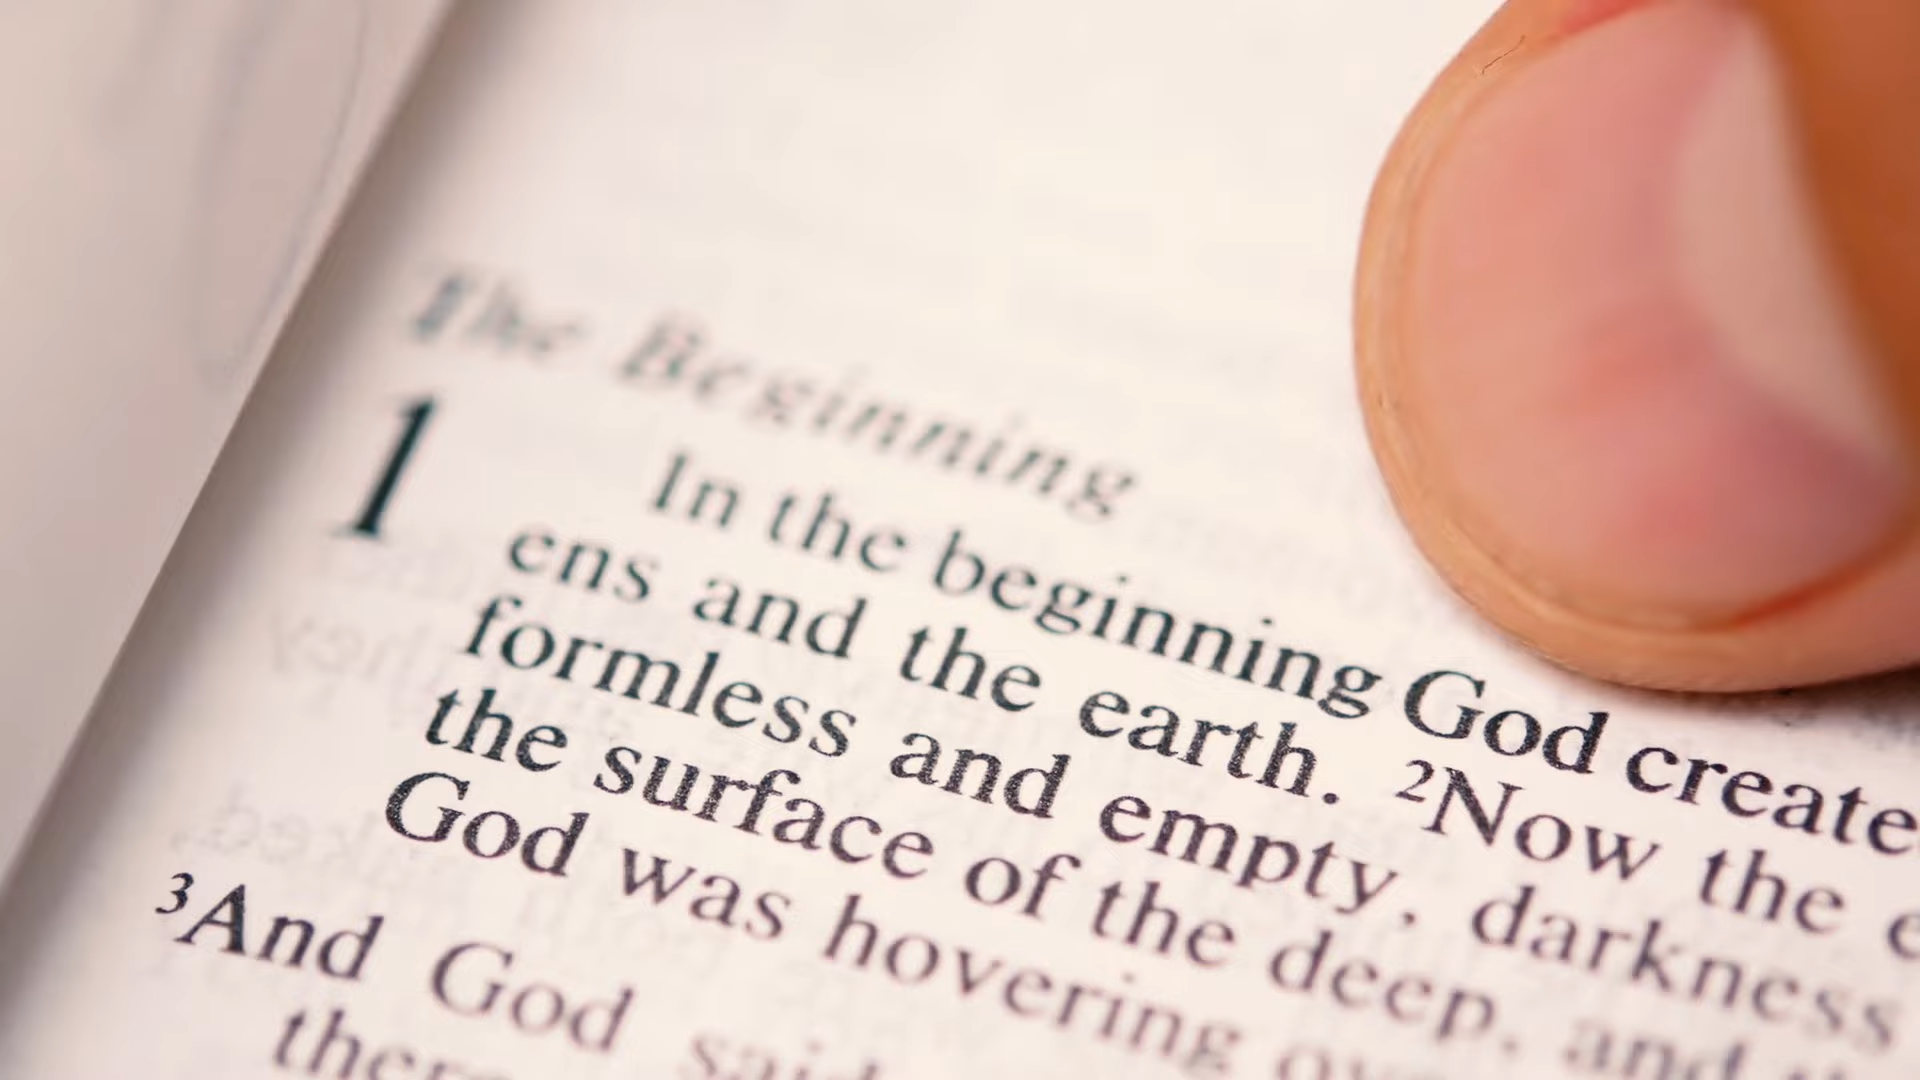 The Beginning
1 In the beginning God create
ens and the earth. 2Now the e
formless and empty, darkness
the surface of the deep, and
God was hovering
3And God said